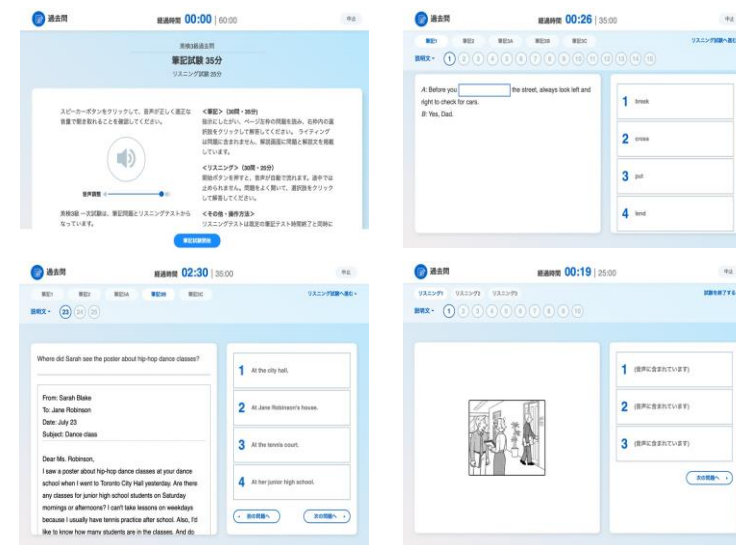 過去問
経過時間 00:00 | 60:00
中止
英検3級過去問
筆記試験 35分
リスニング試験 25分
スピーカーボタンをクリックして、音声が正しく適正な
音量で聞き取れることを確認してください。
音声調整
英検3級 一次試験は、筆記問題とリスニングテストから
なっています。
<筆記> (30問・35分)
指示にしたがい、ページ左枠の問題を読み、右枠内の選
択肢をクリックして解答してください。 ライティング
は問題に含まれません。解説画面に問題と解説文を掲載
しています。
<リスニング> (30問・25分)
開始ボタンを押すと、音声が自動で流れます。途中では
止められません。問題をよく聞いて、選択肢をクリック
して解答してください。
<その他・操作方法>
リスニングテストは既定の筆記テスト時間終了と同時に
筆記試験開始
過去問
経過時間 00:26 | 35:00
中止
筆記1 筆記2 筆記3A 筆記3B 筆記3C
リスニング試験へ進む
説明文 1 2 3 4 5 6 7 8 9 10 11 12 13 14 15
A: Before you the street, always look left and
right to check for cars.
B: Yes, Dad.
1 break
2 cross
3 put
4 lend
過去問
経過時間 02:30 | 35:00
中止
筆記1 筆記2 筆記3A 筆記3B 筆記3C
リスニング試験へ進む
説明文 23 24 25
Where did Sarah see the poster about hip-hop dance classes?
From: Sarah Blake
To: Jane Robinson
Date: July 23
Subject: Dance class
Dear Ms. Robinson,
I saw a poster about hip-hop dance classes at your dance
school when I went to Toronto City Hall yesterday. Are there
any classes for junior high school students on Saturday
mornings or afternoons? I can't take lessons on weekdays
because I usually have tennis practice after school. Also, I'd
like to know how many students are in the classes. And do
1 At the city hall.
2 At Jane Robinson's house.
3 At the tennis court.
4 At her junior high school.
前の問題へ
次の問題へ
過去問
経過時間 00:19 | 25:00
中止
リスニング1 リスニング2 リスニング3
試験を終了する
説明文 1 2 3 4 5 6 7 8 9 10
1 (音声に含まれています)
2 (音声に含まれています)
3 (音声に含まれています)
次の問題へ